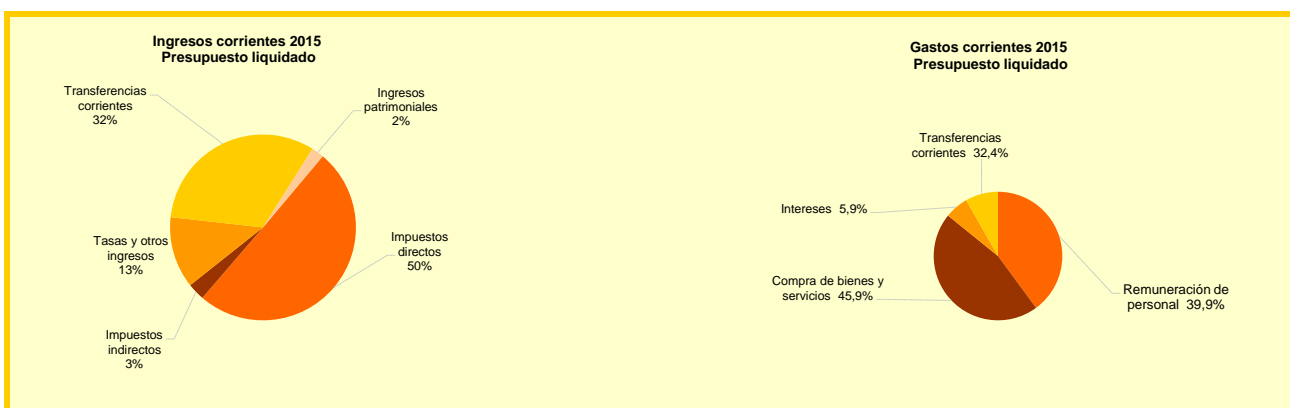 Ingresos corrientes 2015
Presupuesto liquidado
Transferencias
corrientes
32%
Ingresos
patrimoniales
2%
Tasas y otros
ingresos
13%
Impuestos
directos
50%
Impuestos
indirectos
3%
Gastos corrientes 2015
Presupuesto liquidado
Transferencias
corrientes 32,4%
Intereses 5,9%
Compra de bienes y
servicios 45,9%
Remuneración de
personal 39,9%